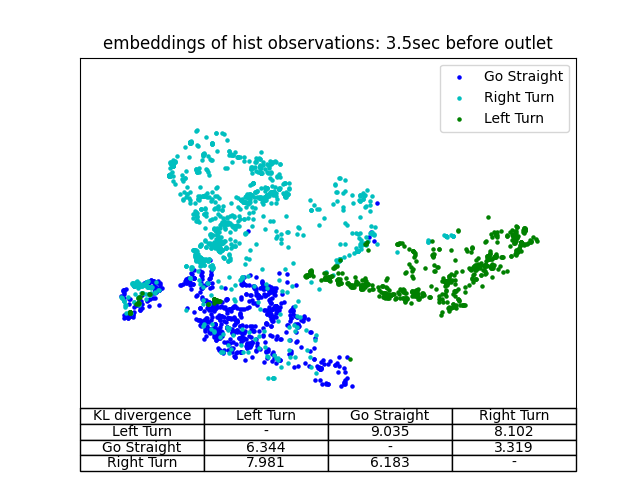 embeddings of hist observations: 3.5sec before outlet
Go Straight
Right Turn
Left Turn
KL divergence Left Turn Go Straight Right Turn
Left Turn - 9.035 8.102
Go Straight 6.344 - 3.319
Right Turn 7.981 6.183 -